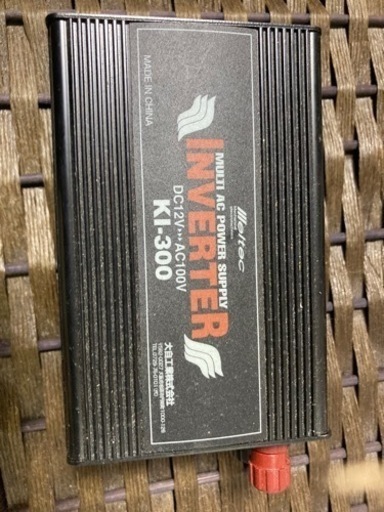 Meltec
MULTI AC POWER SUPPLY
INVERTER
DC12V AC100V
KI-300
大自工業株式会社
MADE IN CHINA